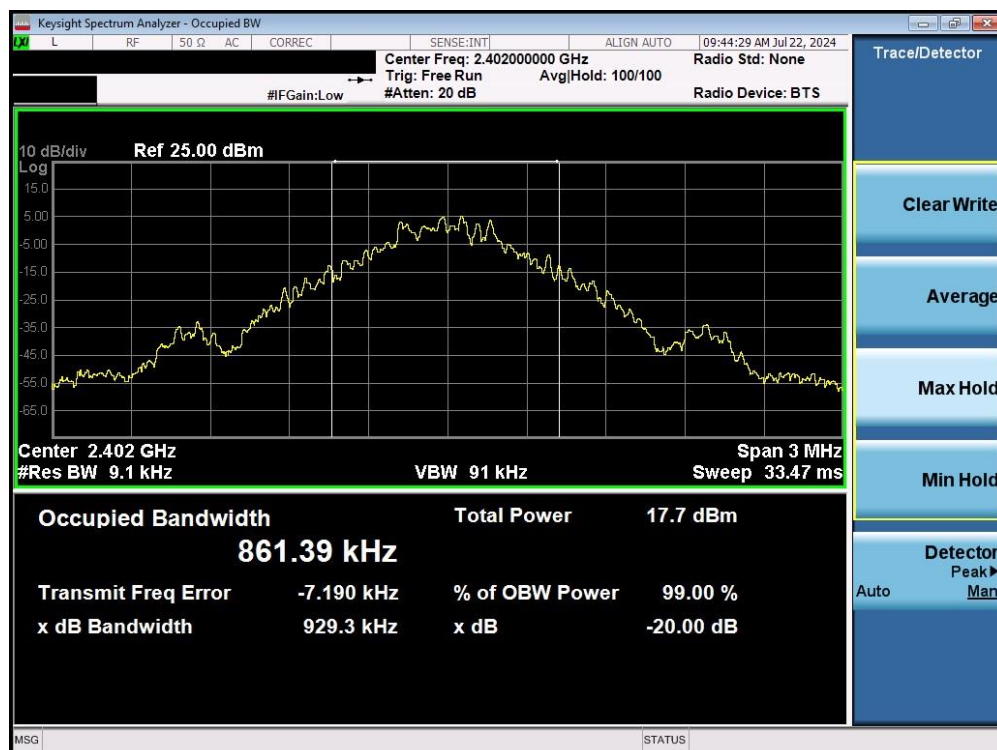 Keysight Spectrum Analyzer - Occupied BW
LXI L RF 50 Ω AC CORREC SENSE:INT ALIGN AUTO 09:44:29 AM Jul 22, 2024
Center Freq: 2.402000000 GHz Radio Std: None
Trig: Free Run Avg|Hold: 100/100
#IFGain:Low #Atten: 20 dB Radio Device: BTS
Trace/Detector
10 dB/div Ref 25.00 dBm
Log
15.0
5.00
-5.00
-15.0
-25.0
-35.0
-45.0
-55.0
-65.0
Center 2.402 GHz Span 3 MHz
#Res BW 9.1 kHz VBW 91 kHz Sweep 33.47 ms
Occupied Bandwidth Total Power 17.7 dBm
861.39 kHz
Transmit Freq Error -7.190 kHz % of OBW Power 99.00 %
x dB Bandwidth 929.3 kHz x dB -20.00 dB
Clear Write
Average
Max Hold
Min Hold
Detector
Peak▶
Auto Man
MSG STATUS